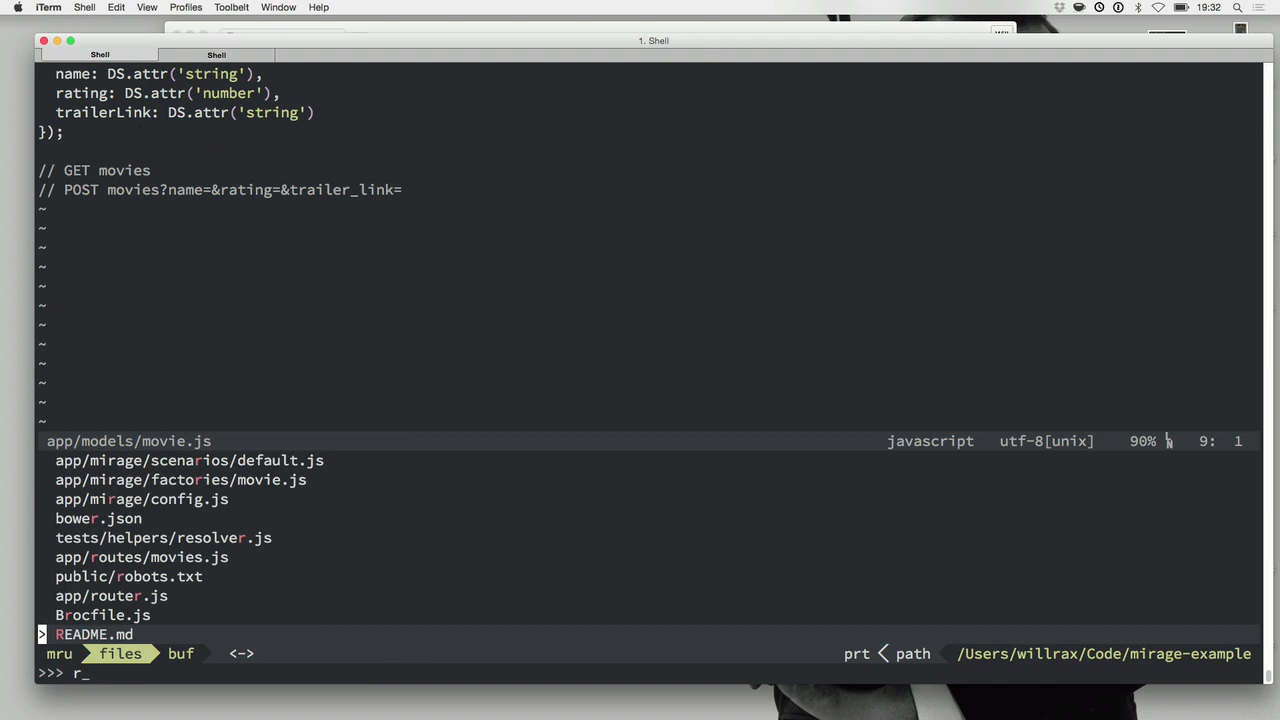 iTerm Shell Edit View Profiles Toolbelt Window Help 19:32
1. Shell
Shell Shell
name: DS.attr('string'),
rating: DS.attr('number'),
trailerLink: DS.attr('string')
});
// GET movies
// POST movies?name=&rating=&trailer_link=
~
~
~
~
~
~
~
~
~
~
~
~
app/models/movie.js javascript utf-8[unix] 90% 9: 1
app/mirage/scenarios/default.js
app/mirage/factories/movie.js
app/mirage/config.js
bower.json
tests/helpers/resolver.js
app/routes/movies.js
public/robots.txt
app/router.js
Brocfile.js
> README.md
mru files buf <-> prt path /Users/willrax/Code/mirage-example
>>> r_